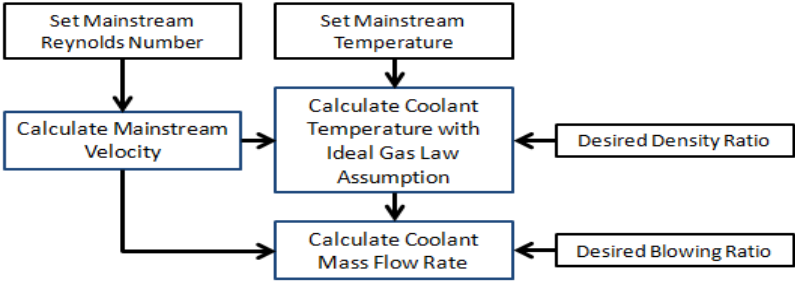 Set Mainstream
Reynolds Number
Set Mainstream
Temperature
Calculate Mainstream
Velocity
Calculate Coolant
Temperature with
Ideal Gas Law
Assumption
Desired Density Ratio
Calculate Coolant
Mass Flow Rate
Desired Blowing Ratio